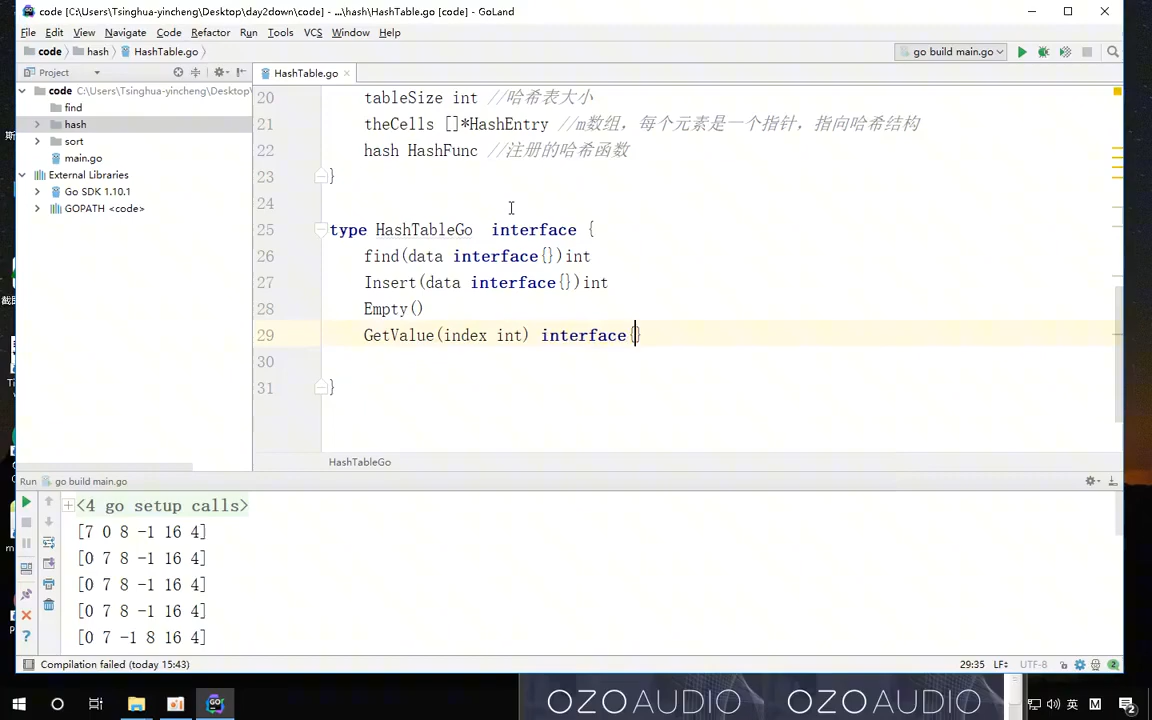 code [C:\Users\Tsinghua-yincheng\Desktop\day2down\code] - ...\hash\HashTable.go [code] - GoLand
File Edit View Navigate Code Refactor Run Tools VCS Window Help
code hash HashTable.go go build main.go
Project HashTable.go
code C:\Users\Tsinghua-yincheng\Desktop\
find
hash
sort
main.go
External Libraries
Go SDK 1.10.1
GOPATH <code>
20 tableSize int //哈希表大小
21 theCells []*HashEntry //m数组，每个元素是一个指针，指向哈希结构
22 hash HashFunc //注册的哈希函数
23 }
24
25 type HashTableGo interface {
26 find(data interface{})int
27 Insert(data interface{})int
28 Empty()
29 GetValue(index int) interface{}
30
31 }
HashTableGo
Run go build main.go
<4 go setup calls>
[7 0 8 -1 16 4]
[0 7 8 -1 16 4]
[0 7 8 -1 16 4]
[0 7 8 -1 16 4]
[0 7 -1 8 16 4]
Compilation failed (today 15:43) 29:35 LF÷ UTF-8 2
OZO AUDIO OZO AUDIO
英 M 2